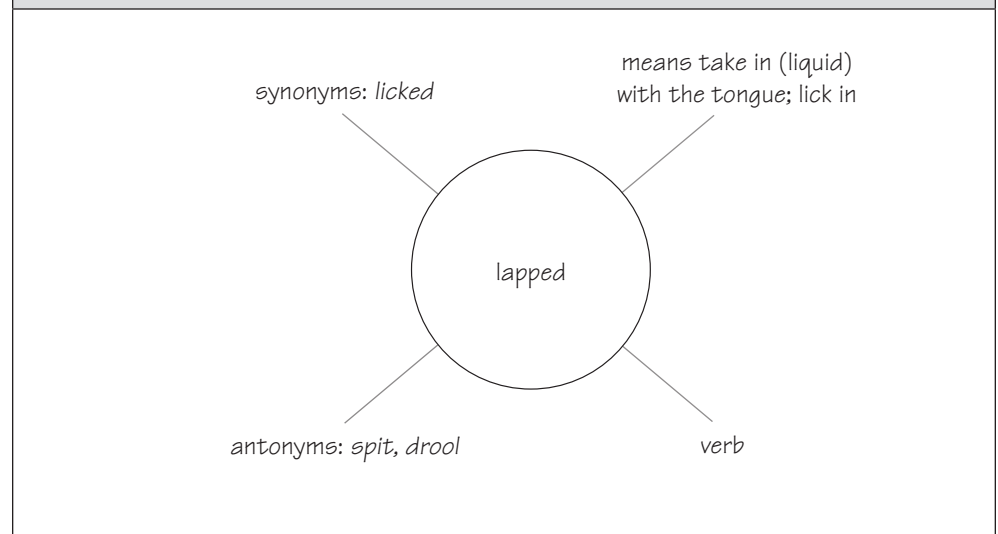 synonyms: licked
means take in (liquid)
with the tongue; lick in
lapped
antonyms: spit, drool
verb